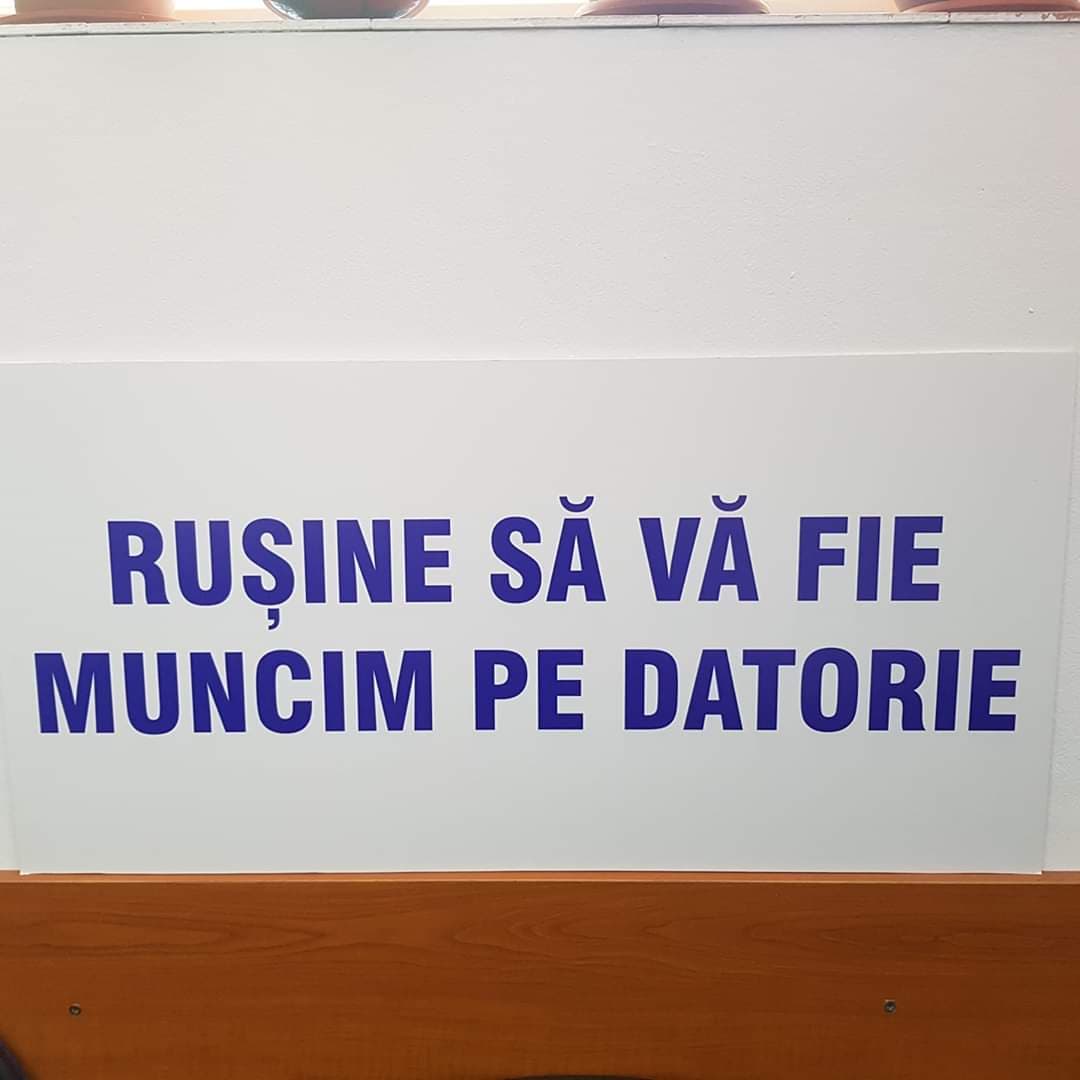 RUȘINE SĂ VĂ FIE
MUNCIM PE DATORIE